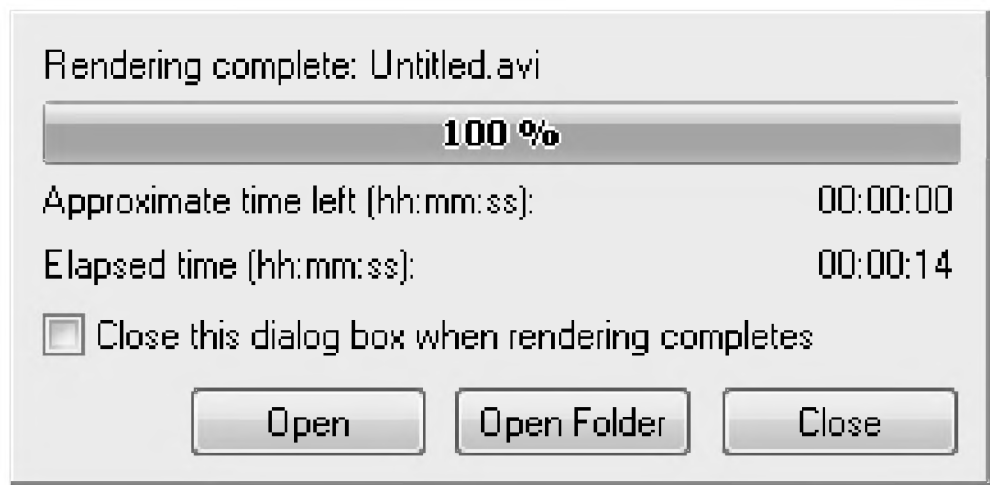 Rendering complete: Untitled.avi
100 %
Approximate time left (hh:mm:ss): 00:00:00
Elapsed time (hh:mm:ss): 00:00:14
Close this dialog box when rendering completes
Open Open Folder Close